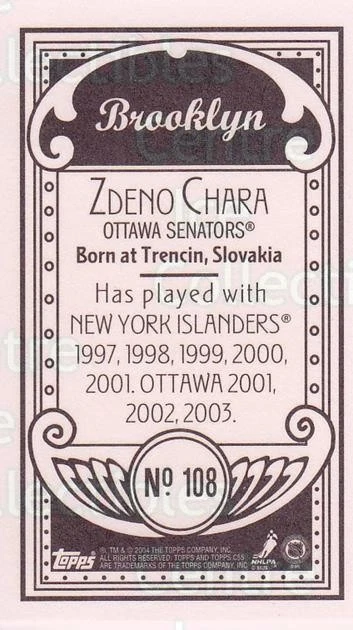 Brooklyn
ZDENO CHARA
OTTAWA SENATORS®
Born at Trencin, Slovakia
Has played with
NEW YORK ISLANDERS®
1997, 1998, 1999, 2000,
2001. OTTAWA 2001,
2002, 2003.
Nº 108
topps
®, TM & © 2004 THE TOPPS COMPANY, INC.
ALL RIGHTS RESERVED. TOPPS AND TOPPS C55
ARE TRADEMARKS OF THE TOPPS COMPANY, INC.
NHLPA